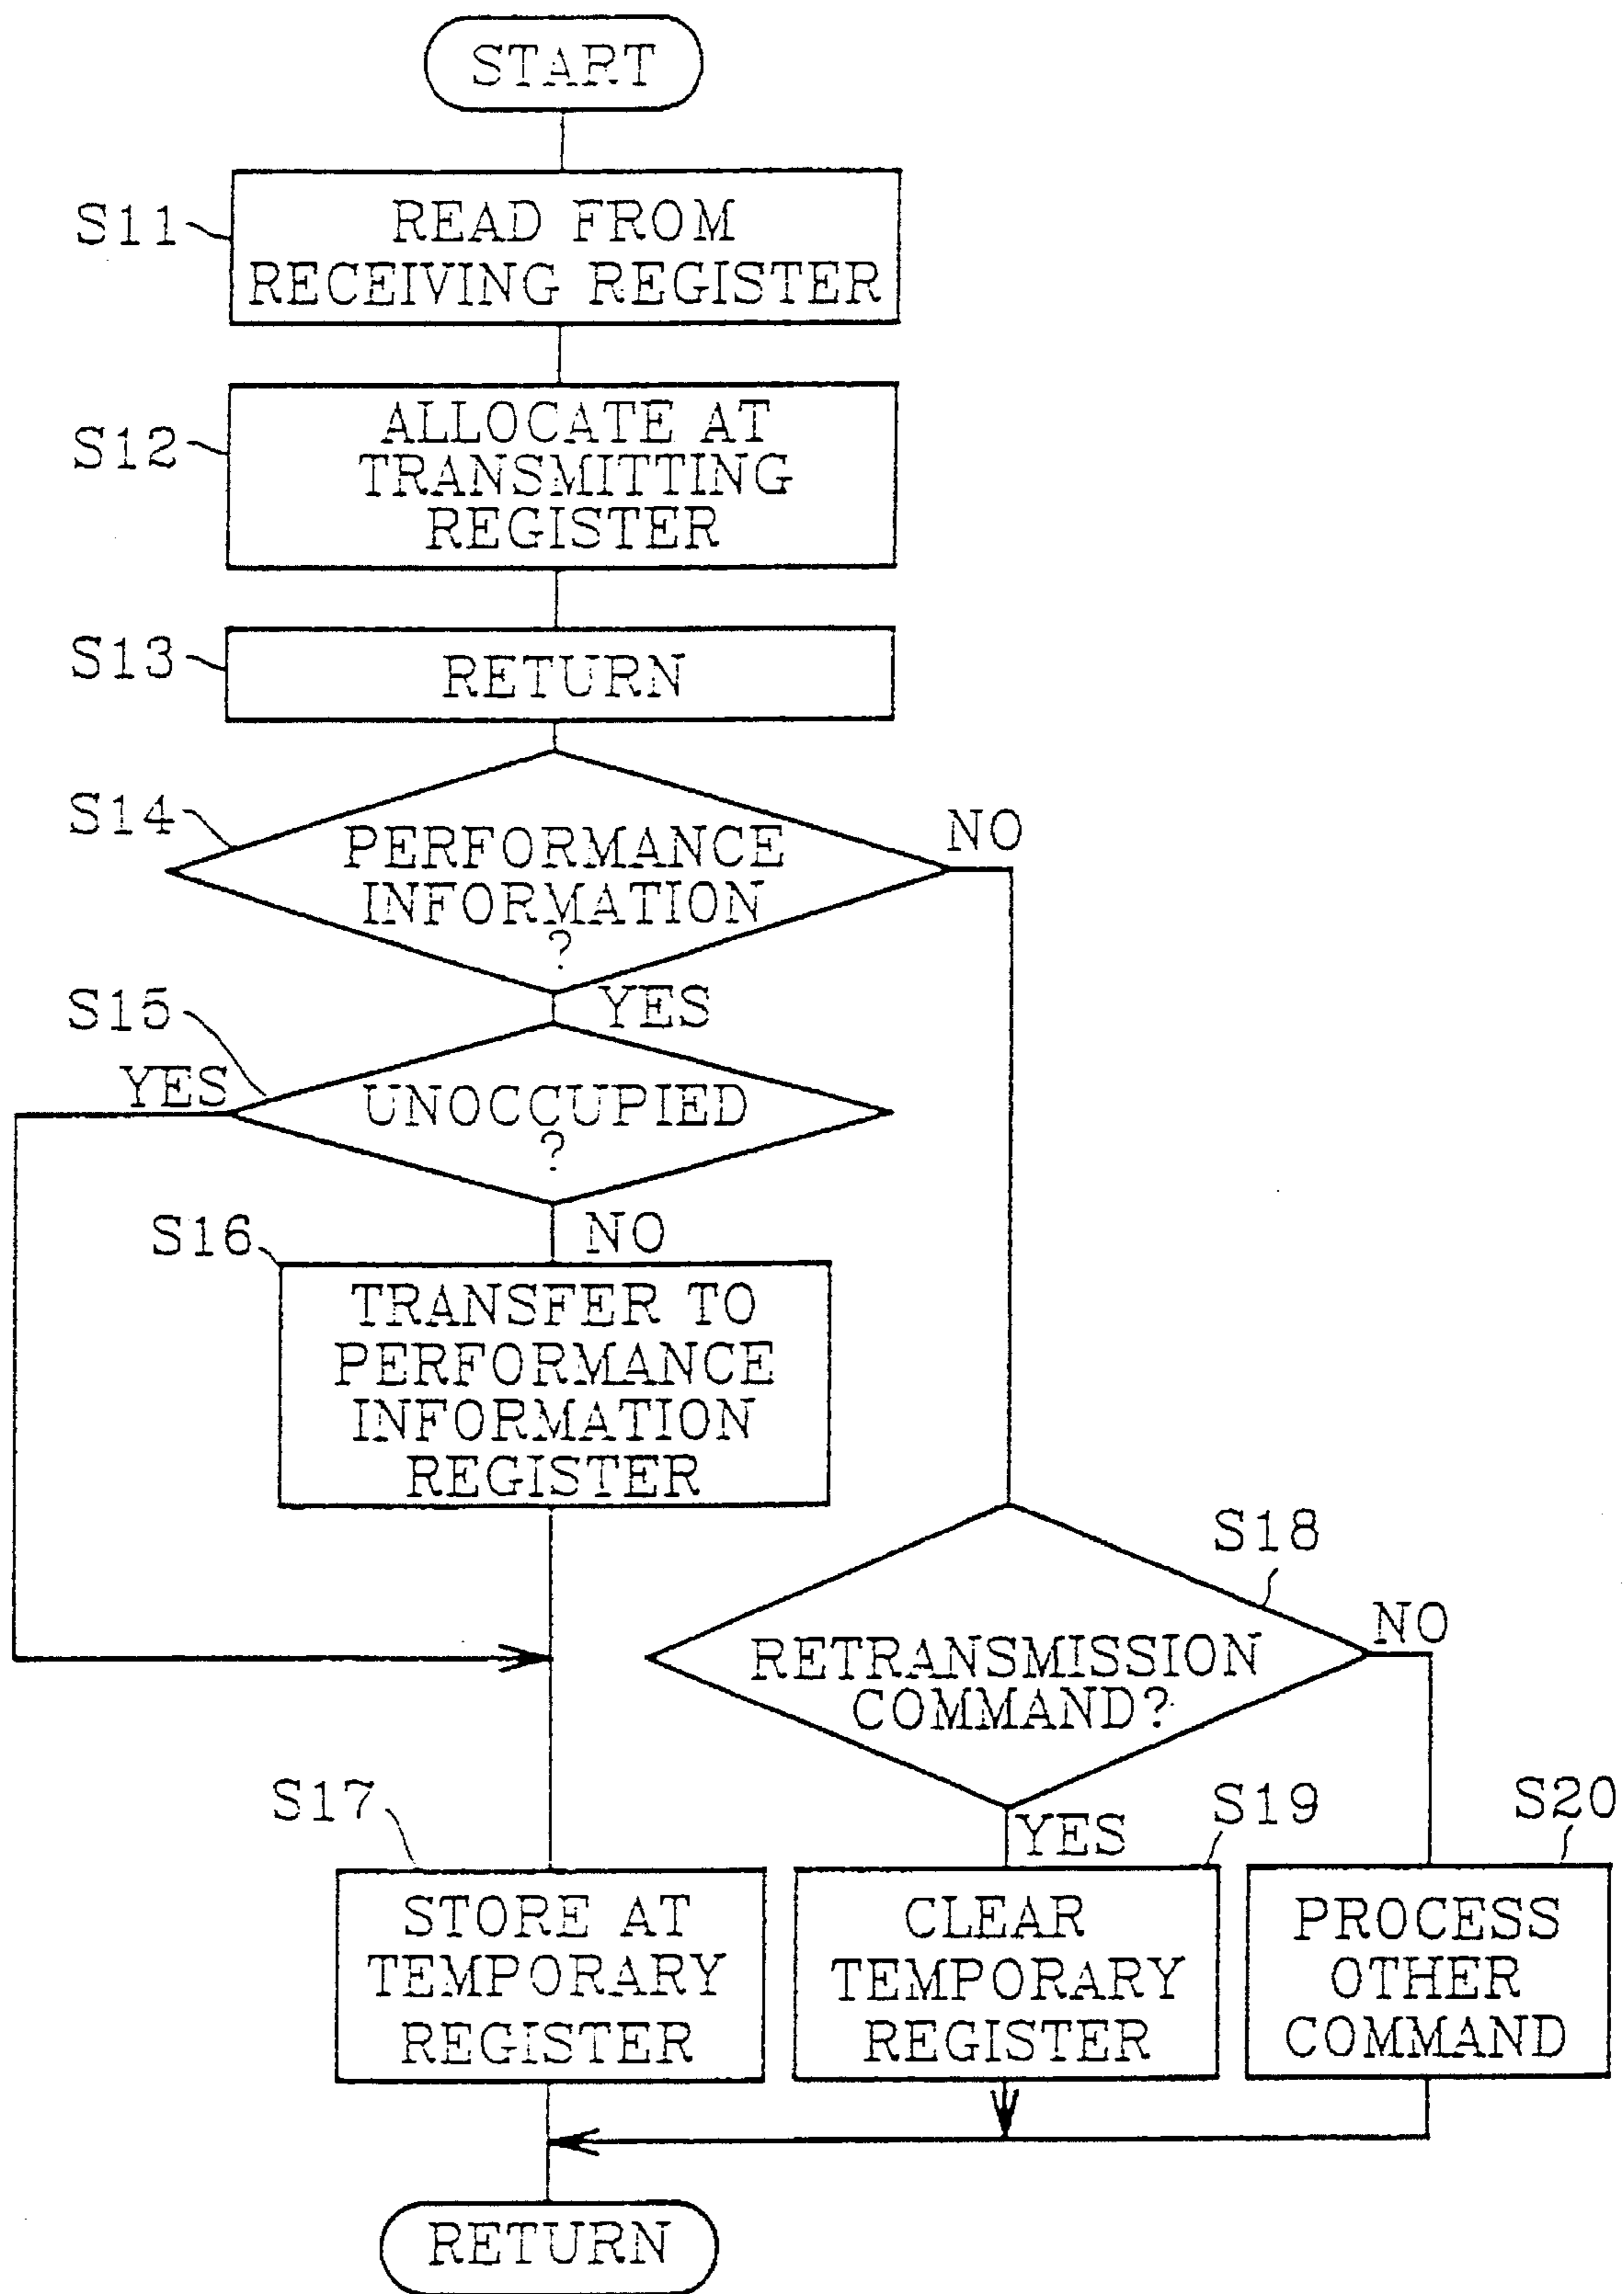 START
S11
READ FROM
RECEIVING REGISTER
S12
ALLOCATE AT
TRANSMITTING
REGISTER
S13
RETURN
S14
PERFORMANCE
INFORMATION
?
NO
YES
S15
YES
UNOCCUPIED
?
NO
S16
TRANSFER TO
PERFORMANCE
INFORMATION
REGISTER
S18
RETRANSMISSION
COMMAND?
NO
YES
S17
STORE AT
TEMPORARY
REGISTER
S19
CLEAR
TEMPORARY
REGISTER
S20
PROCESS
OTHER
COMMAND
RETURN